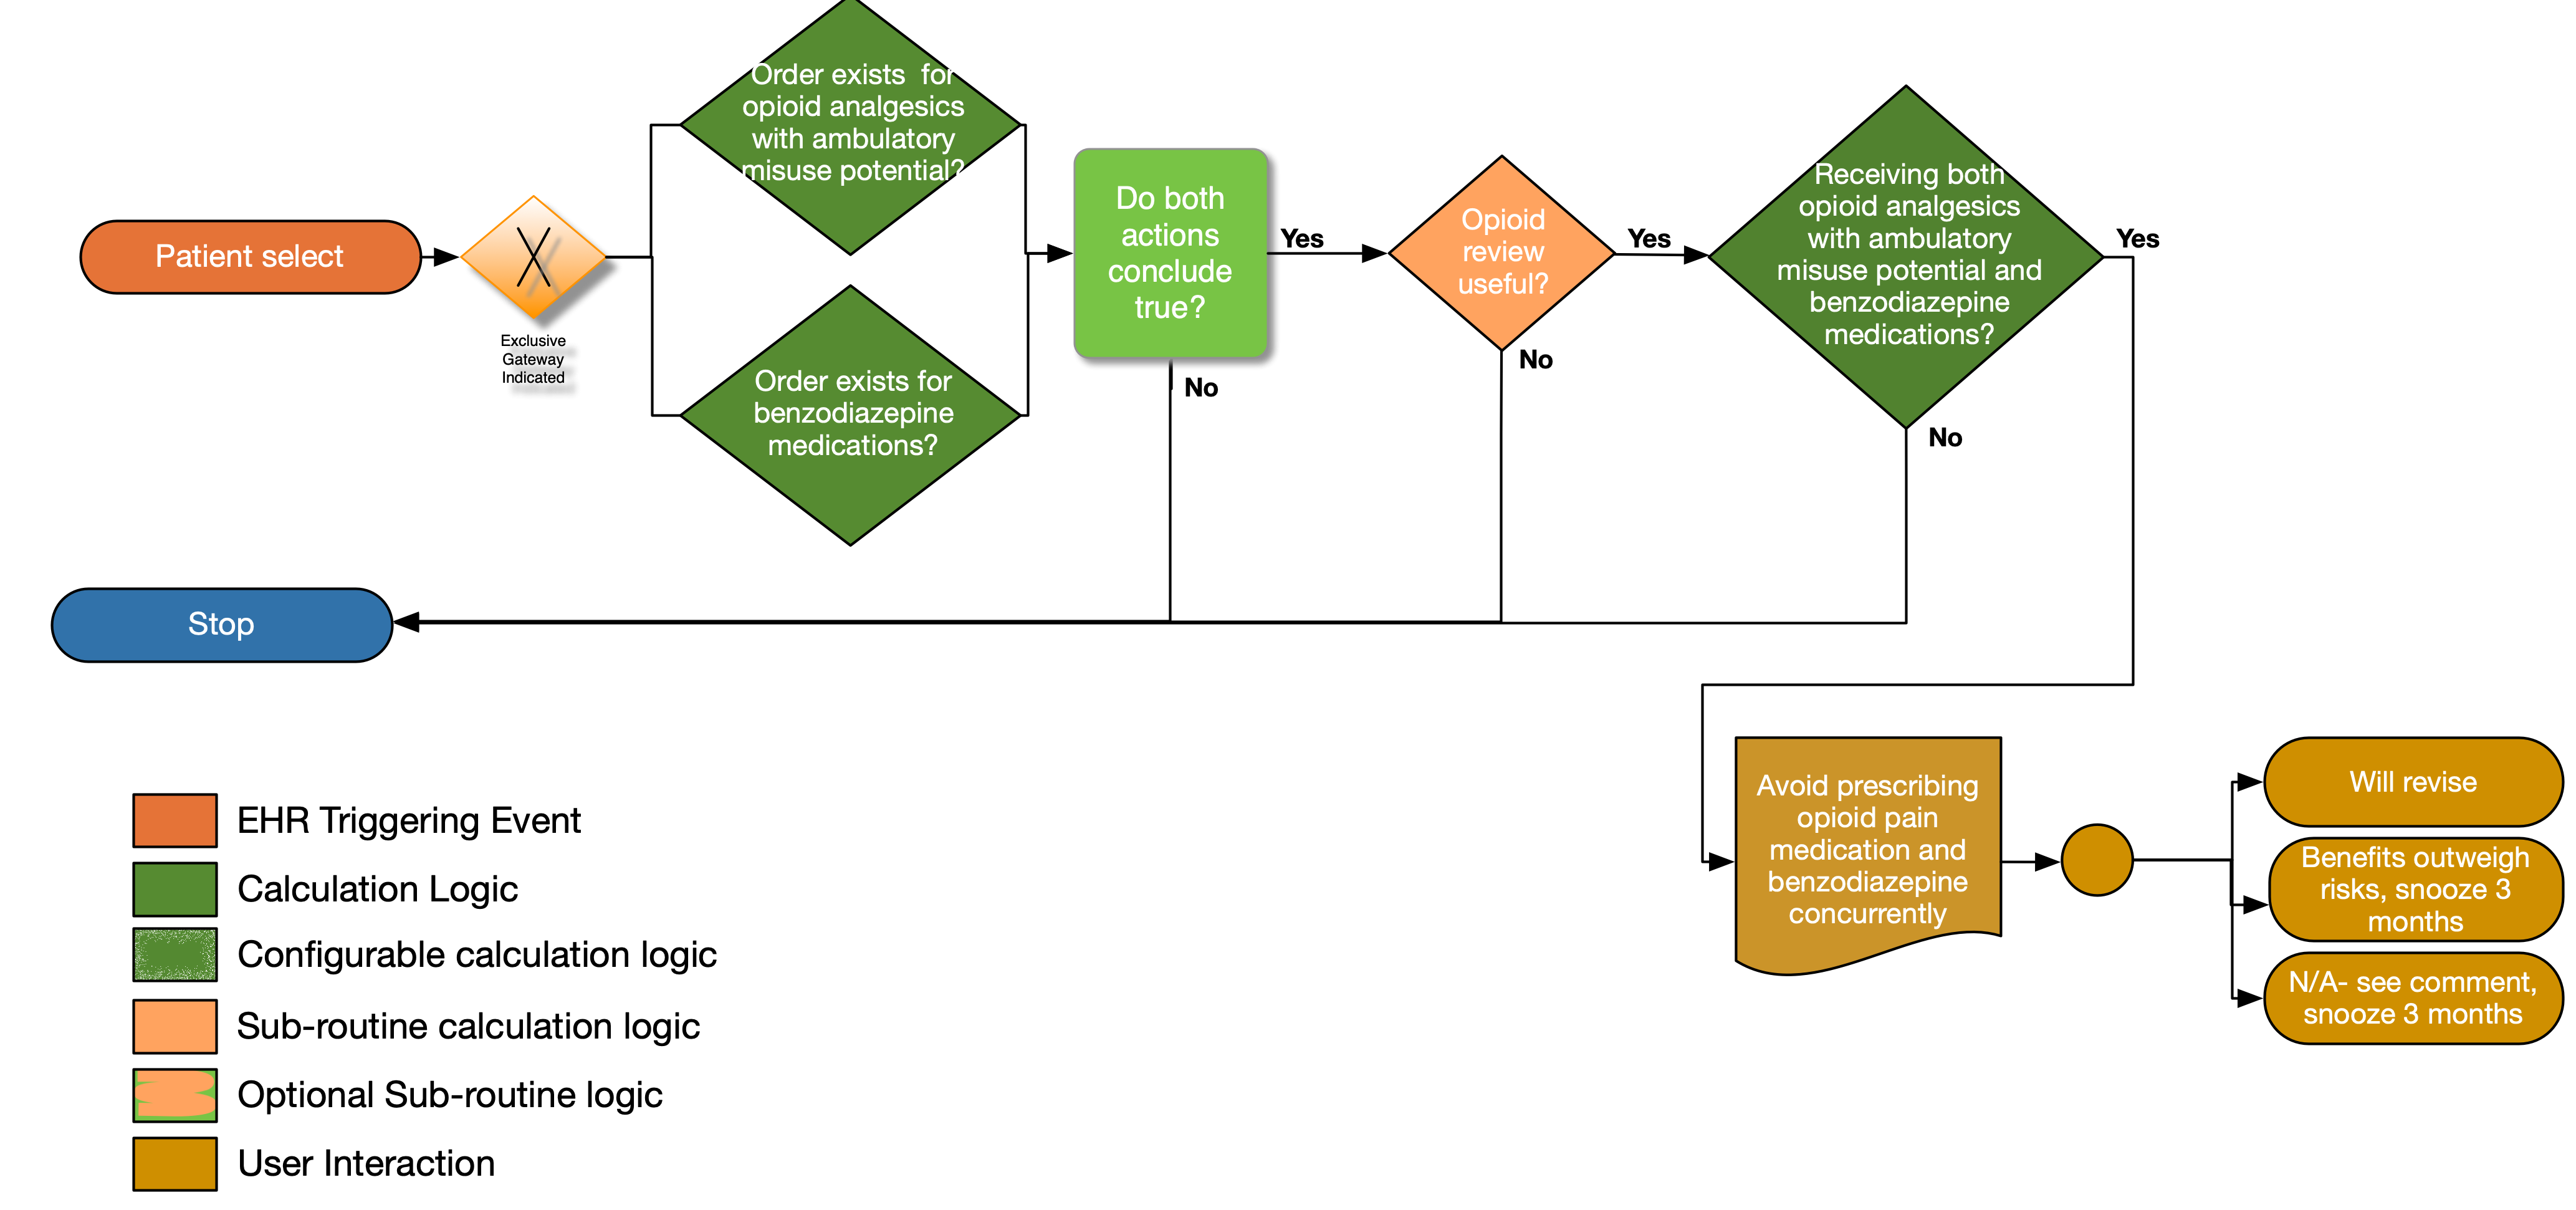 Patient select
Exclusive
Gateway
Indicated
Order exists for
opioid analgesics
with ambulatory
misuse potential?
Order exists for
benzodiazepine
medications?
Do both
actions
conclude
true?
Yes
No
Opioid
review
useful?
Yes
No
Receiving both
opioid analgesics
with ambulatory
misuse potential and
benzodiazepine
medications?
Yes
No
Stop
Avoid prescribing
opioid pain
medication and
benzodiazepine
concurrently
Will revise
Benefits outweigh
risks, snooze 3
months
N/A- see comment,
snooze 3 months
EHR Triggering Event
Calculation Logic
Configurable calculation logic
Sub-routine calculation logic
Optional Sub-routine logic
User Interaction